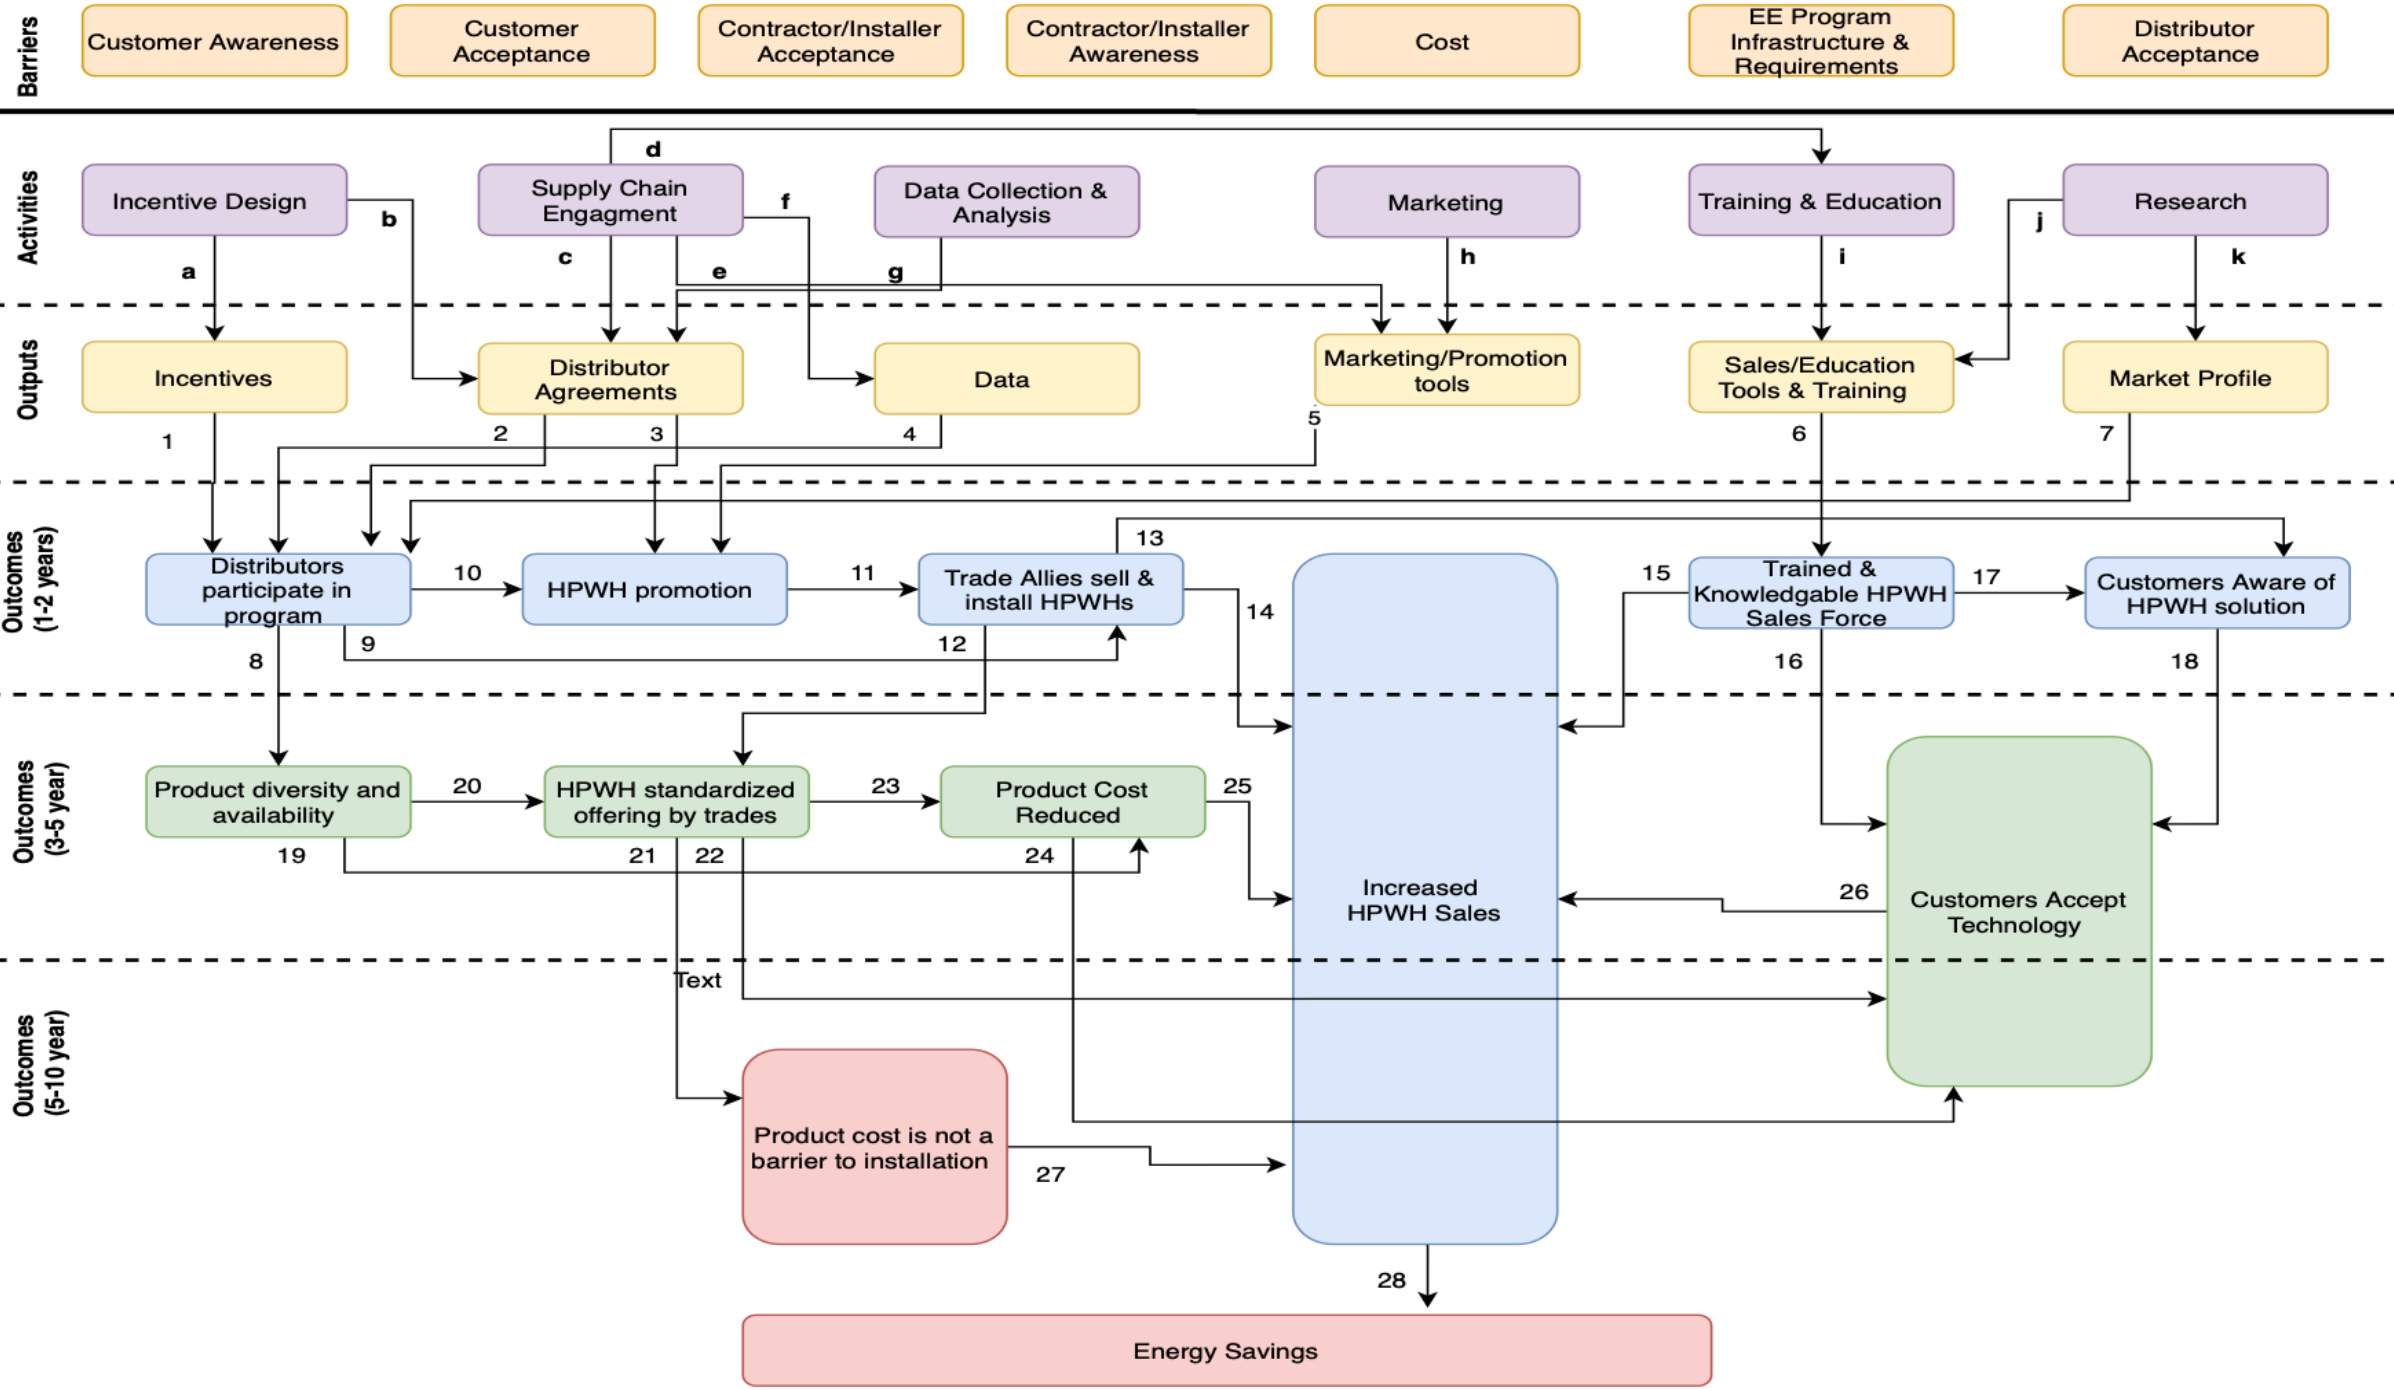 Barriers
Customer Awareness
Customer
Acceptance
Contractor/Installer
Acceptance
Contractor/Installer
Awareness
Cost
EE Program
Infrastructure &
Requirements
Distributor
Acceptance
Activities
d
Incentive Design
b
Supply Chain
Engagment
f
Data Collection &
Analysis
Marketing
Training & Education
j
Research
a
c
e
g
h
i
k
Outputs
Incentives
Distributor
Agreements
Data
Marketing/Promotion
tools
Sales/Education
Tools & Training
Market Profile
1
2
3
4
5
6
7
Outcomes
(1-2 years)
13
Distributors
participate in
program
10
HPWH promotion
11
Trade Allies sell &
install HPWHs
14
15
Trained &
Knowledgable HPWH
Sales Force
17
Customers Aware of
HPWH solution
8
9
12
16
18
Outcomes
(3-5 year)
Product diversity and
availability
20
HPWH standardized
offering by trades
23
Product Cost
Reduced
25
19
21
22
24
Increased
HPWH Sales
26
Customers Accept
Technology
Outcomes
(5-10 year)
Text
Product cost is not a
barrier to installation
27
28
Energy Savings